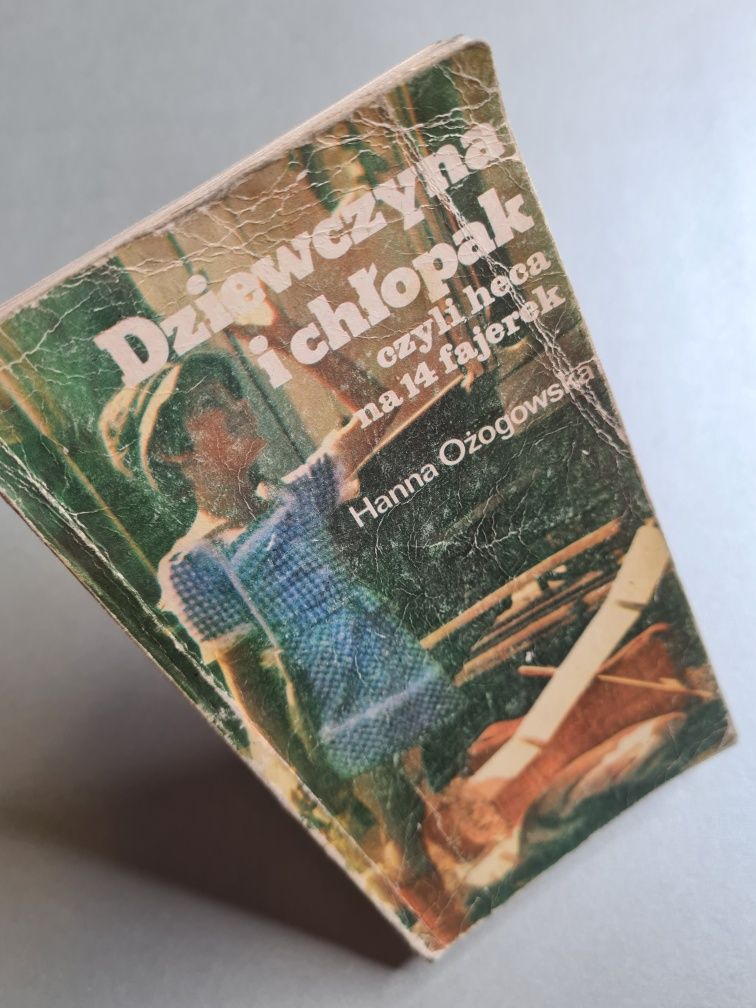 Dziewczyna
i chłopak
czyli heca
na 14 fajerek
Hanna Ożogowska